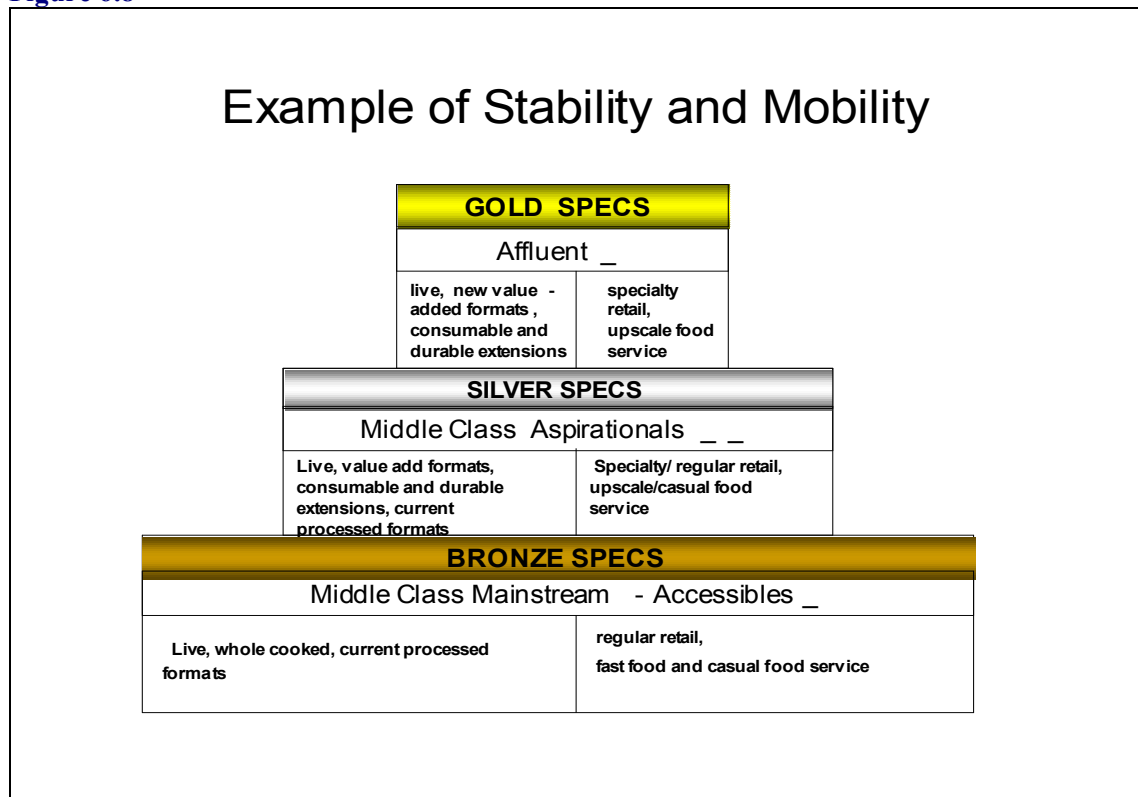 Example of Stability and Mobility
GOLD SPECS
Affluent _
live, new value -
added formats ,
consumable and
durable extensions
specialty
retail,
upscale food
service
SILVER SPECS
Middle Class Aspirationals _ _
Live, value add formats,
consumable and durable
extensions, current
processed formats
Specialty/ regular retail,
upscale/casual food
service
BRONZE SPECS
Middle Class Mainstream - Accessibles _
Live, whole cooked, current processed
formats
regular retail,
fast food and casual food service